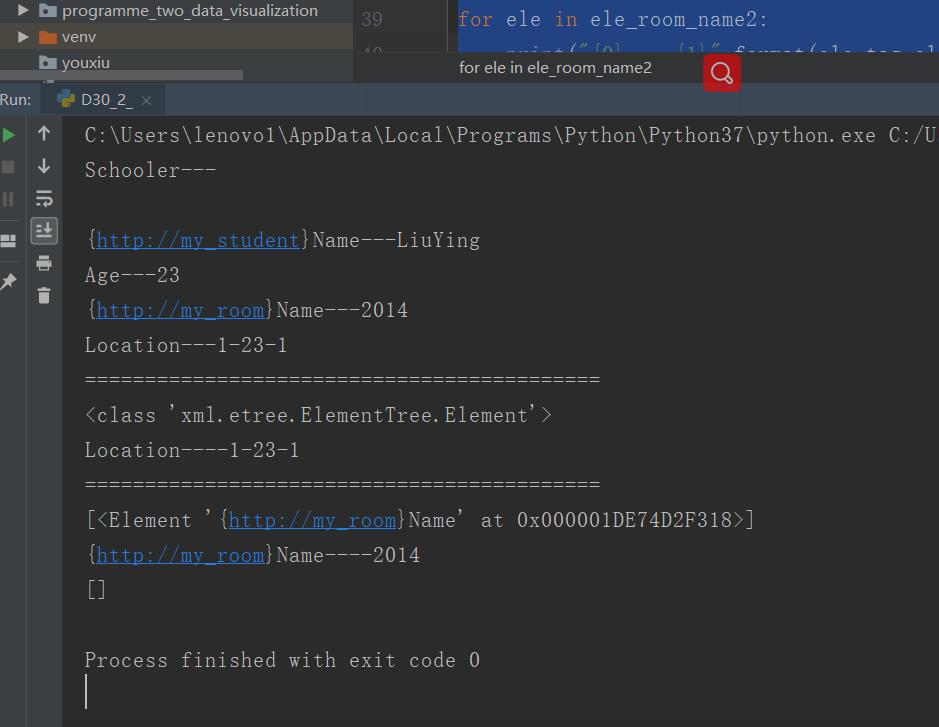 programme_two_data_visualization
venv
youxiu
39
for ele in ele_room_name2:
for ele in ele_room_name2
Run: D30_2_
C:\Users\lenovo1\AppData\Local\Programs\Python\Python37\python.exe C:/U
Schooler---
{http://my_student}Name---LiuYing
Age---23
{http://my_room}Name---2014
Location---1-23-1
===========================================
<class 'xml.etree.ElementTree.Element'>
Location----1-23-1
===========================================
[<Element '{http://my_room}Name' at 0x000001DE74D2F318>]
{http://my_room}Name----2014
[]
Process finished with exit code 0